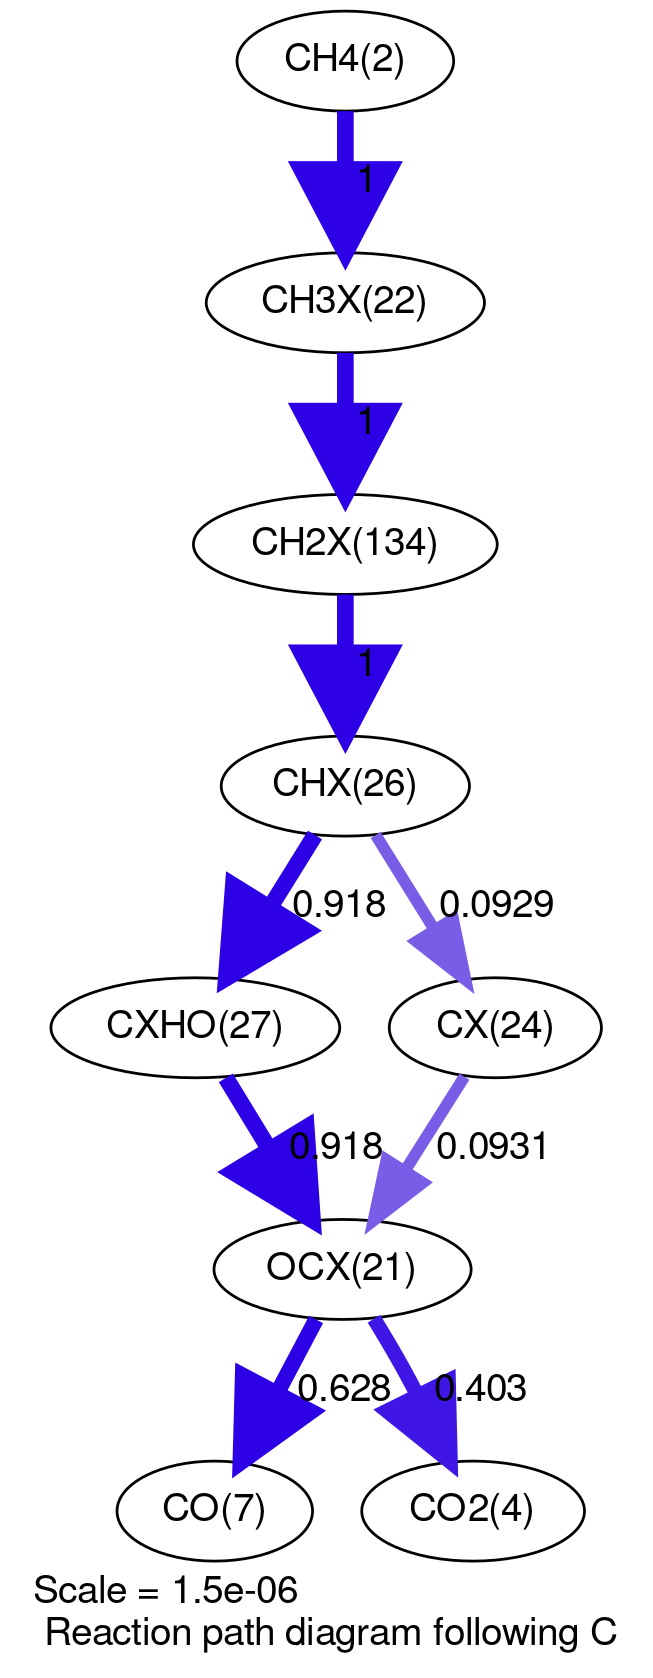 CH4(2)
1
CH3X(22)
1
CH2X(134)
1
CHX(26)
0.918
0.0929
CXHO(27)
CX(24)
0.918
0.0931
OCX(21)
0.628
0.403
CO(7)
CO2(4)
Scale = 1.5e-06
Reaction path diagram following C